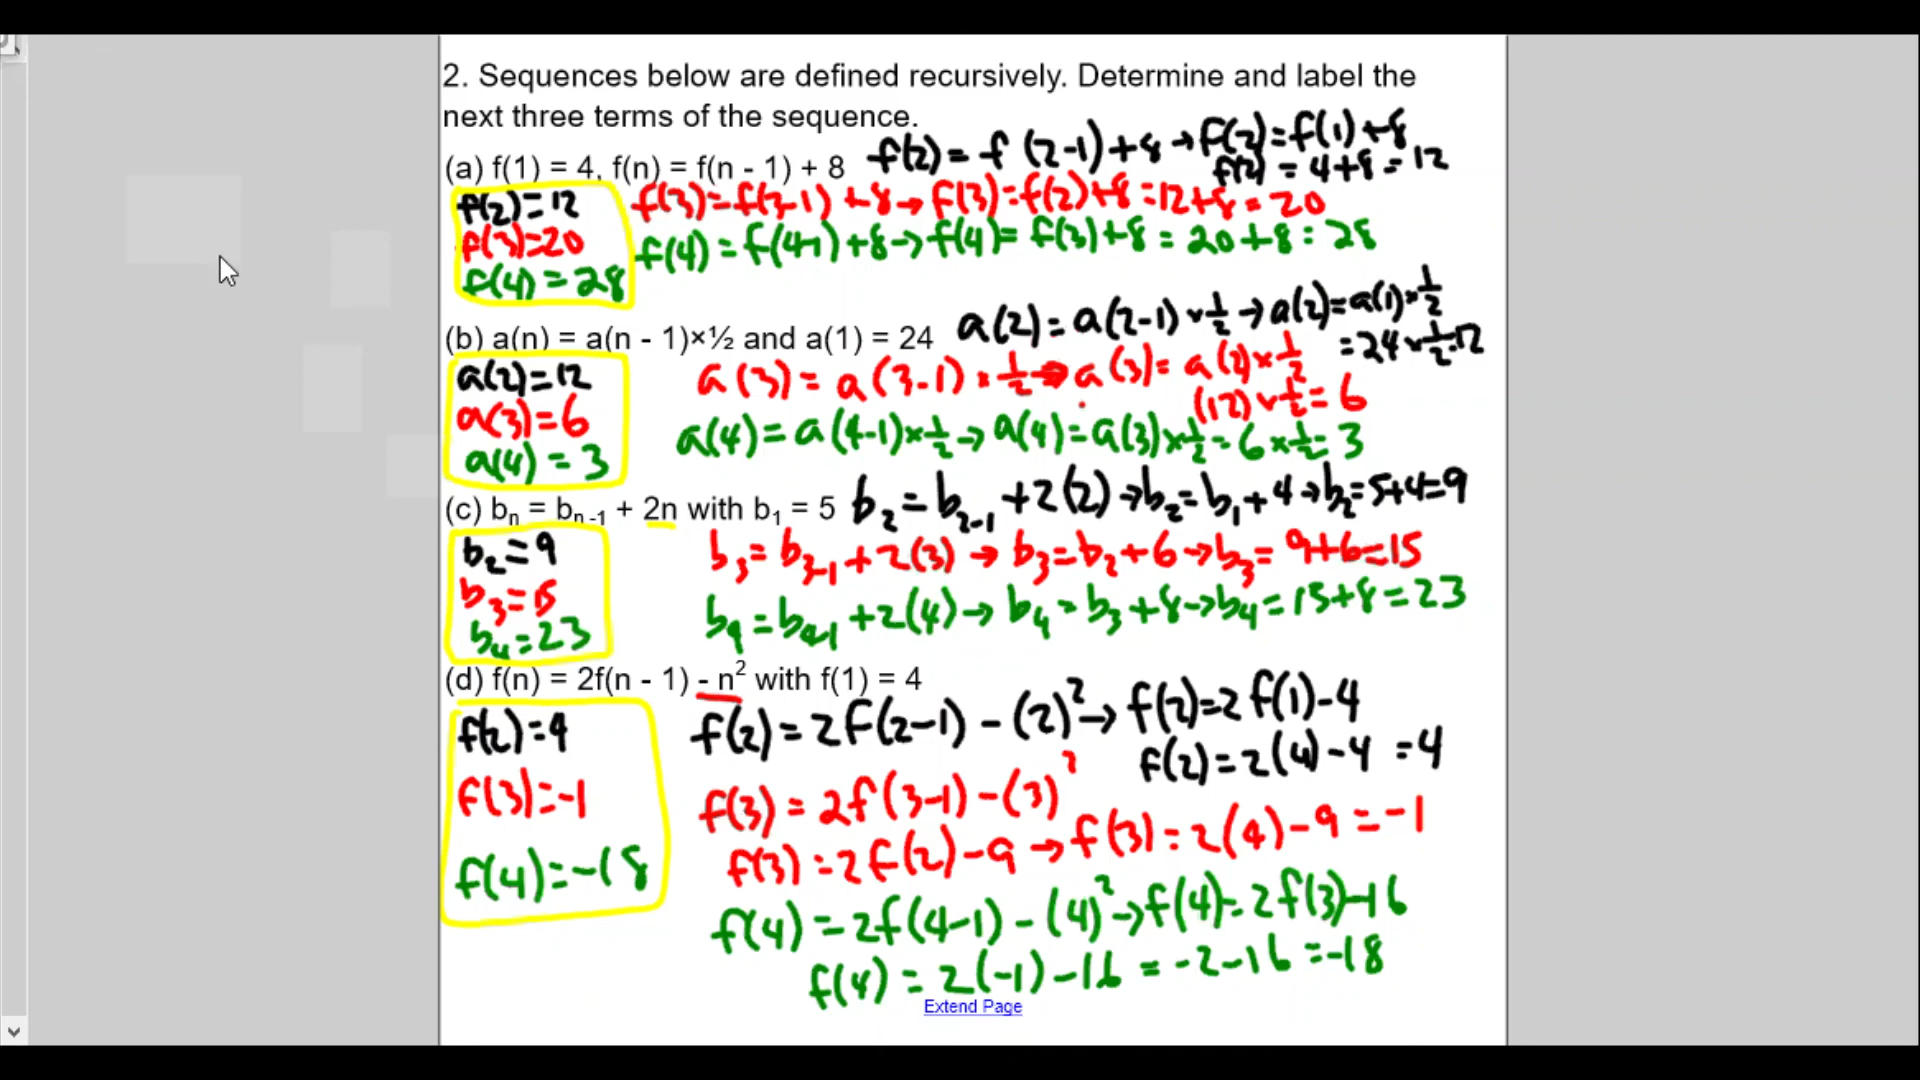 2. Sequences below are defined recursively. Determine and label the
next three terms of the sequence.
(a) f(1) = 4, f(n) = f(n - 1) + 8
f(2) = f(2-1)+8 → f(2)=f(1)+8
f(2) = 4+8 = 12
f(2)=12
f(3)=f(3-1)+8 → f(3)=f(2)+8=12+8=20
f(3)=20
f(4)=f(4-1)+8 → f(4)=f(3)+8=20+8=28
f(4)=28
(b) a(n) = a(n - 1)×½ and a(1) = 24
a(2)=a(2-1)×½ → a(2)=a(1)×½
=24×½=12
a(2)=12
a(3)=a(3-1)×½ → a(3)=a(2)×½
(12)×½=6
a(3)=6
a(4)=a(4-1)×½ → a(4)=a(3)×½=6×½=3
a(4)=3
(c) bₙ = bₙ₋₁ + 2n with b₁ = 5
b₂=b₂₋₁+2(2) → b₂=b₁+4 → b₂=5+4=9
b₂=9
b₃=b₃₋₁+2(3) → b₃=b₂+6 → b₃=9+6=15
b₃=15
b₄=b₄₋₁+2(4) → b₄=b₃+8 → b₄=15+8=23
b₄=23
(d) f(n) = 2f(n - 1) - n² with f(1) = 4
f(2)=4
f(2)=2f(2-1)-(2)² → f(2)=2f(1)-4
f(2)=2(4)-4=4
f(3)=-1
f(3)=2f(3-1)-(3)²
f(3)=2f(2)-9 → f(3)=2(4)-9=-1
f(4)=-18
f(4)=2f(4-1)-(4)² → f(4)=2f(3)-16
f(4)=2(-1)-16=-2-16=-18
Extend Page